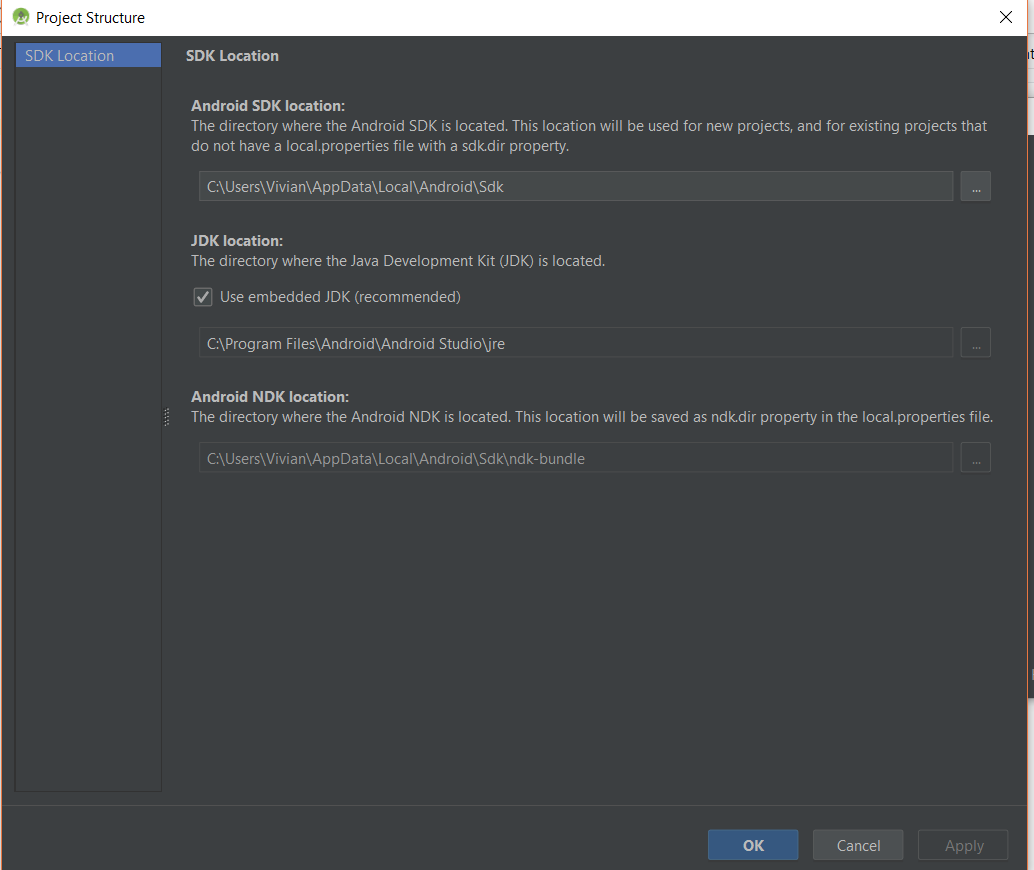 Project Structure
SDK Location
SDK Location
Android SDK location:
The directory where the Android SDK is located. This location will be used for new projects, and for existing projects that
do not have a local.properties file with a sdk.dir property.
C:\Users\Vivian\AppData\Local\Android\Sdk
...
JDK location:
The directory where the Java Development Kit (JDK) is located.
Use embedded JDK (recommended)
C:\Program Files\Android\Android Studio\jre
...
Android NDK location:
The directory where the Android NDK is located. This location will be saved as ndk.dir property in the local.properties file.
C:\Users\Vivian\AppData\Local\Android\Sdk\ndk-bundle
...
OK
Cancel
Apply